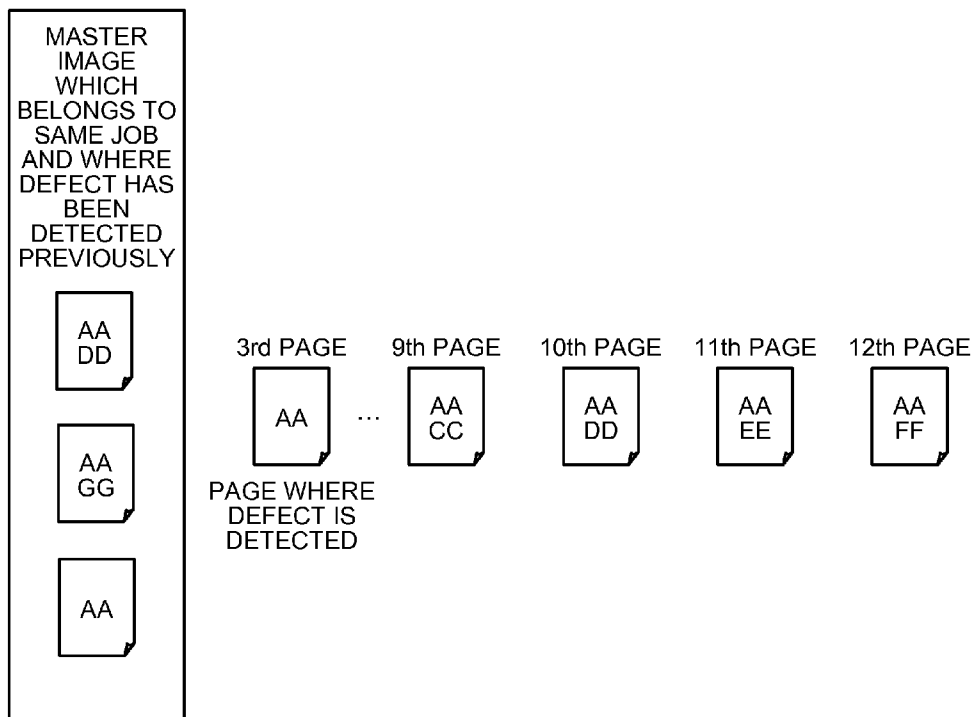 MASTER
IMAGE
WHICH
BELONGS TO
SAME JOB
AND WHERE
DEFECT HAS
BEEN
DETECTED
PREVIOUSLY
AA
DD
AA
GG
AA
3rd PAGE 9th PAGE 10th PAGE 11th PAGE 12th PAGE
AA ... AA AA AA AA
CC DD EE FF
PAGE WHERE
DEFECT IS
DETECTED